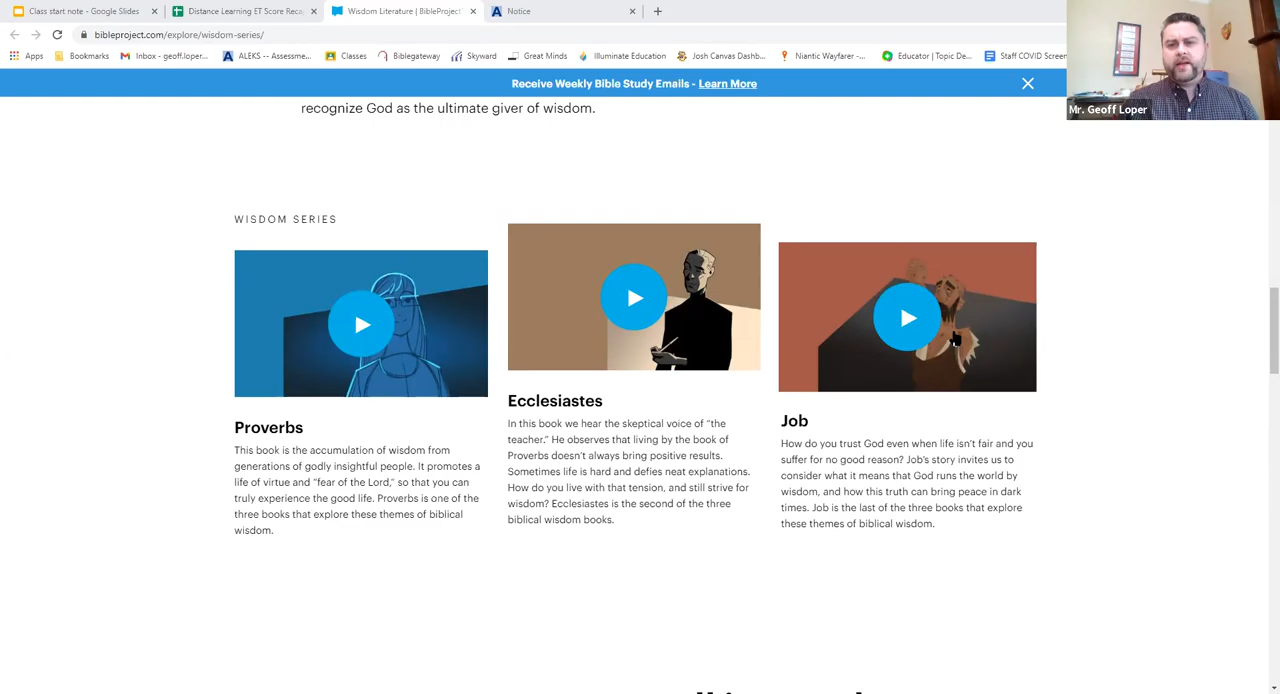 Class start note - Google Slides
Distance Learning ET Score Reca
Wisdom Literature | BibleProject
Notice
bibleproject.com/explore/wisdom-series/
Apps
Bookmarks
Inbox - geoff.loper...
ALEKS -- Assessme...
Classes
Biblegateway
Skyward
Great Minds
Illuminate Education
Josh Canvas Dashb...
Niantic Wayfarer -...
Educator | Topic De...
Staff COVID Screen
Receive Weekly Bible Study Emails - Learn More
Mr. Geoff Loper
recognize God as the ultimate giver of wisdom.
WISDOM SERIES
Proverbs
This book is the accumulation of wisdom from
generations of godly insightful people. It promotes a
life of virtue and “fear of the Lord,” so that you can
truly experience the good life. Proverbs is one of the
three books that explore these themes of biblical
wisdom.
Ecclesiastes
In this book we hear the skeptical voice of “the
teacher.” He observes that living by the book of
Proverbs doesn’t always bring positive results.
Sometimes life is hard and defies neat explanations.
How do you live with that tension, and still strive for
wisdom? Ecclesiastes is the second of the three
biblical wisdom books.
Job
How do you trust God even when life isn’t fair and you
suffer for no good reason? Job’s story invites us to
consider what it means that God runs the world by
wisdom, and how this truth can bring peace in dark
times. Job is the last of the three books that explore
these themes of biblical wisdom.